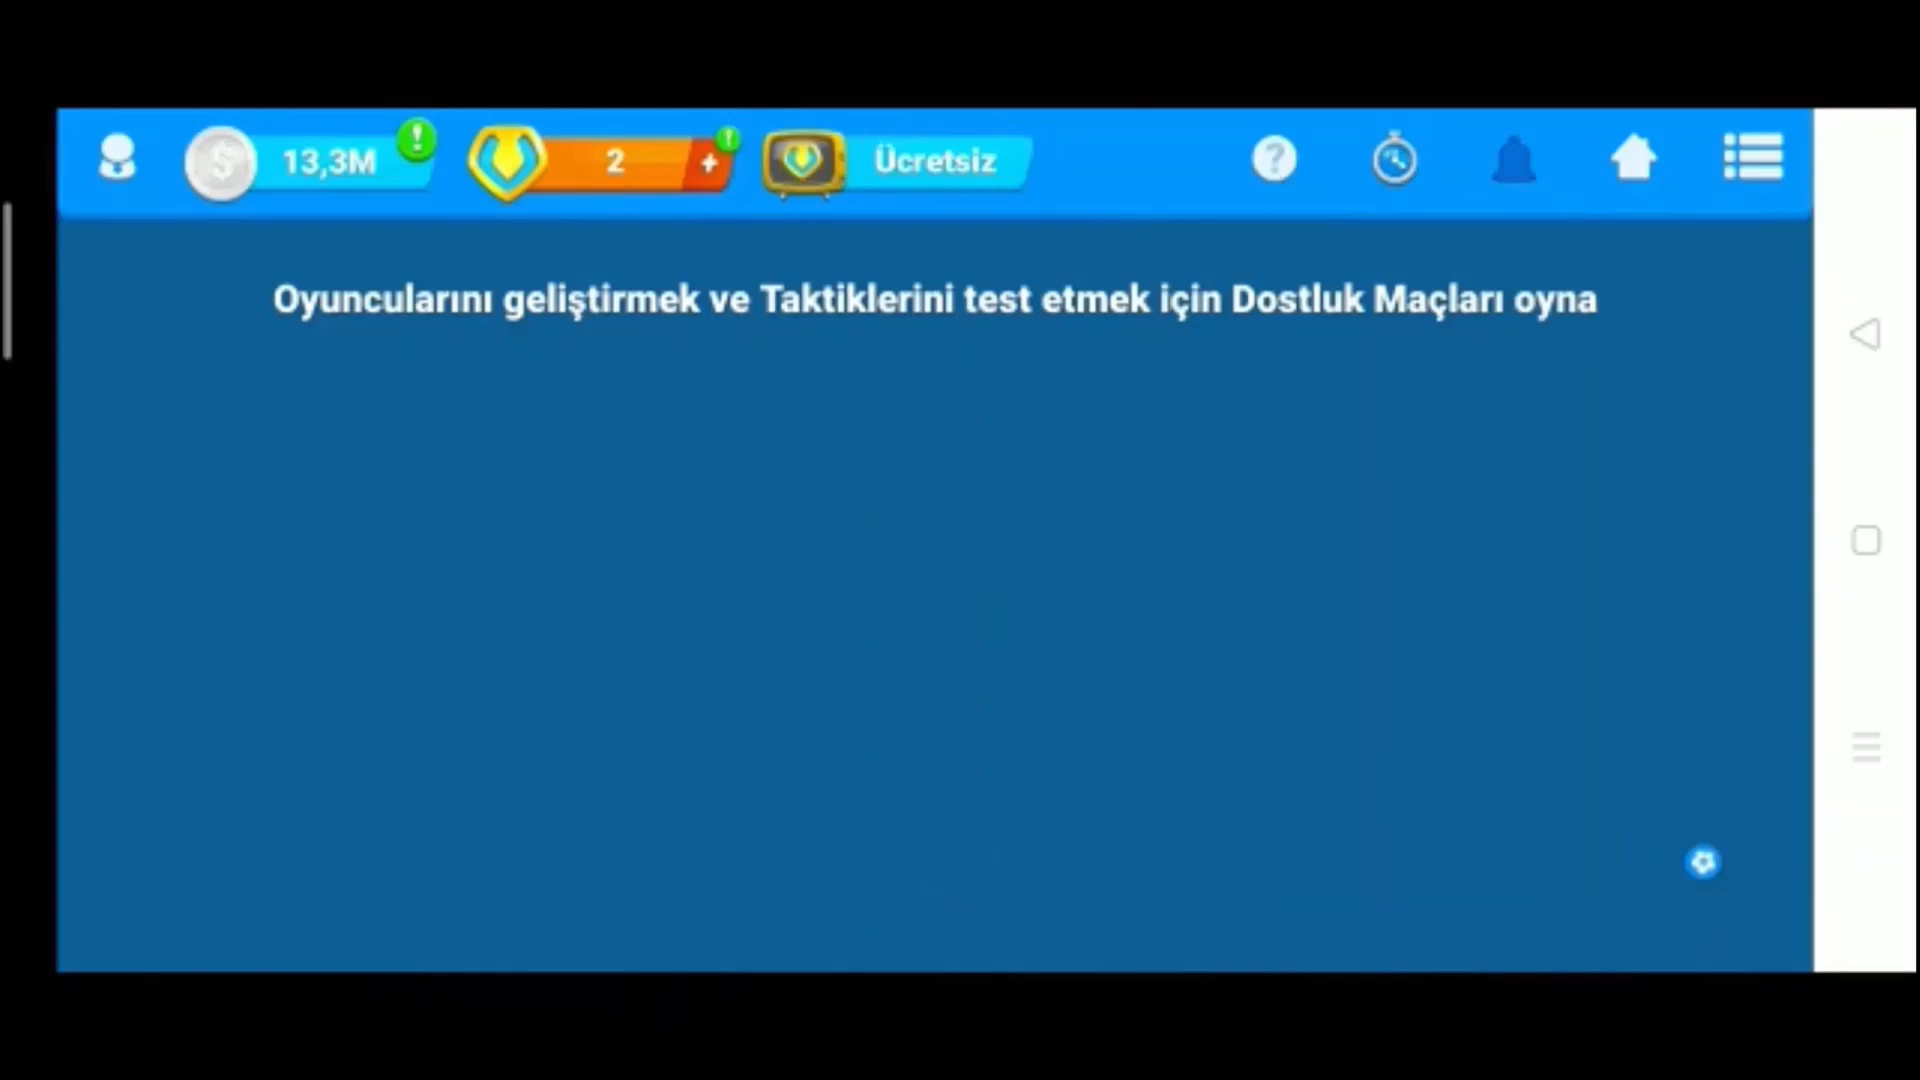 13,3M
2
Ücretsiz
Oyuncularını geliştirmek ve Taktiklerini test etmek için Dostluk Maçları oyna